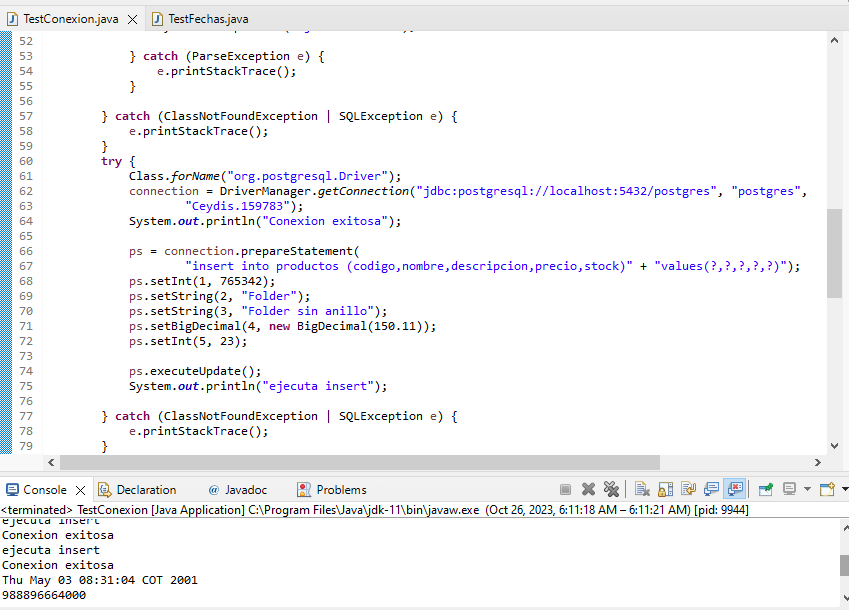 TestConexion.java TestFechas.java
52
53 } catch (ParseException e) {
54 e.printStackTrace();
55 }
56
57 } catch (ClassNotFoundException | SQLException e) {
58 e.printStackTrace();
59 }
60 try {
61 Class.forName("org.postgresql.Driver");
62 connection = DriverManager.getConnection("jdbc:postgresql://localhost:5432/postgres", "postgres",
63 "Ceydis.159783");
64 System.out.println("Conexion exitosa");
65
66 ps = connection.prepareStatement(
67 "insert into productos (codigo,nombre,descripcion,precio,stock)" + "values(?,?,?,?,?)");
68 ps.setInt(1, 765342);
69 ps.setString(2, "Folder");
70 ps.setString(3, "Folder sin anillo");
71 ps.setBigDecimal(4, new BigDecimal(150.11));
72 ps.setInt(5, 23);
73
74 ps.executeUpdate();
75 System.out.println("ejecuta insert");
76
77 } catch (ClassNotFoundException | SQLException e) {
78 e.printStackTrace();
79 }
Console Declaration @ Javadoc Problems
<terminated> TestConexion [Java Application] C:\Program Files\Java\jdk-11\bin\javaw.exe (Oct 26, 2023, 6:11:18 AM – 6:11:21 AM) [pid: 9944]
ejecuta insert
Conexion exitosa
ejecuta insert
Conexion exitosa
Thu May 03 08:31:04 COT 2001
988896664000